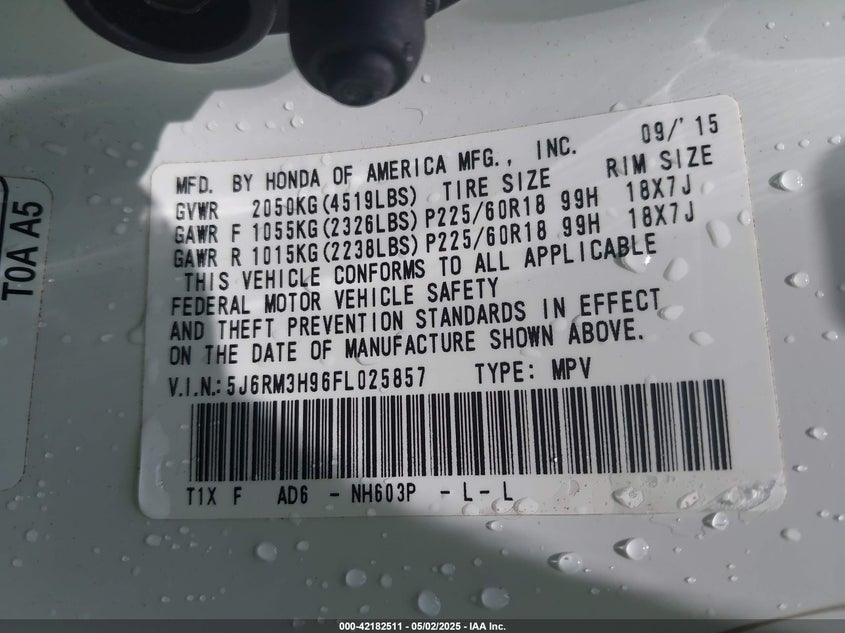 MFD. BY HONDA OF AMERICA MFG., INC. 09/'15
GVWR 2050KG(4519LBS) TIRE SIZE RIM SIZE
GAWR F 1055KG(2326LBS) P225/60R18 99H 18X7J
GAWR R 1015KG(2238LBS) P225/60R18 99H 18X7J
THIS VEHICLE CONFORMS TO ALL APPLICABLE
FEDERAL MOTOR VEHICLE SAFETY
AND THEFT PREVENTION STANDARDS IN EFFECT
ON THE DATE OF MANUFACTURE SHOWN ABOVE.
V.I.N.: 5J6RM3H96FL025857 TYPE: MPV
T1X F AD6 - NH603P - L - L
T0A A5
000-42182511 - 05/02/2025 - IAA Inc.